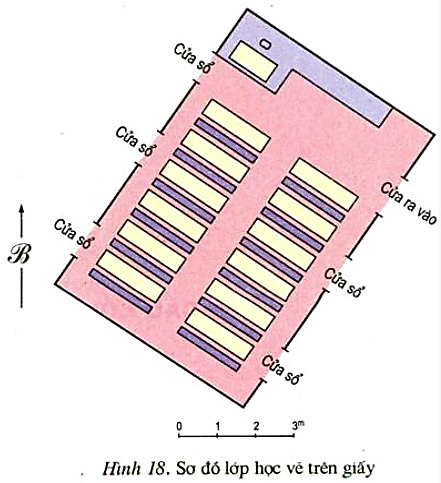 Cửa sổ
Cửa sổ
Cửa sổ
Cửa ra vào
Cửa sổ
Cửa sổ
B
0 1 2 3m
Hình 18. Sơ đồ lớp học vẽ trên giấy